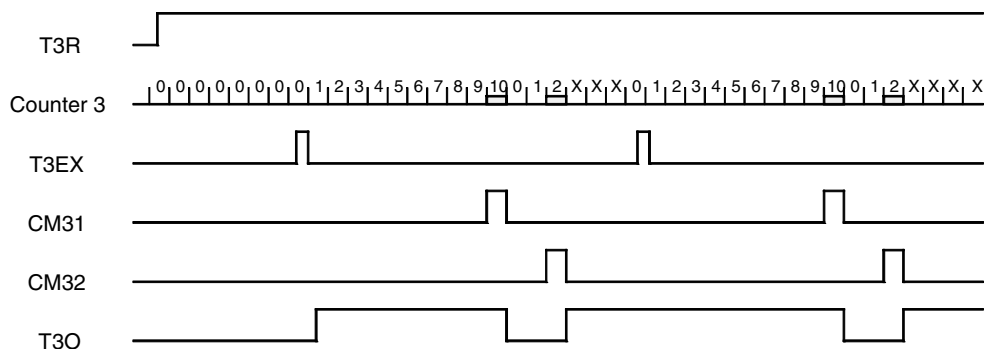 T3R
Counter 3 0 0 0 0 0 0 0 0 1 2 3 4 5 6 7 8 9 10 0 1 2 X X X 0 1 2 3 4 5 6 7 8 9 10 0 1 2 X X X X
T3EX
CM31
CM32
T3O